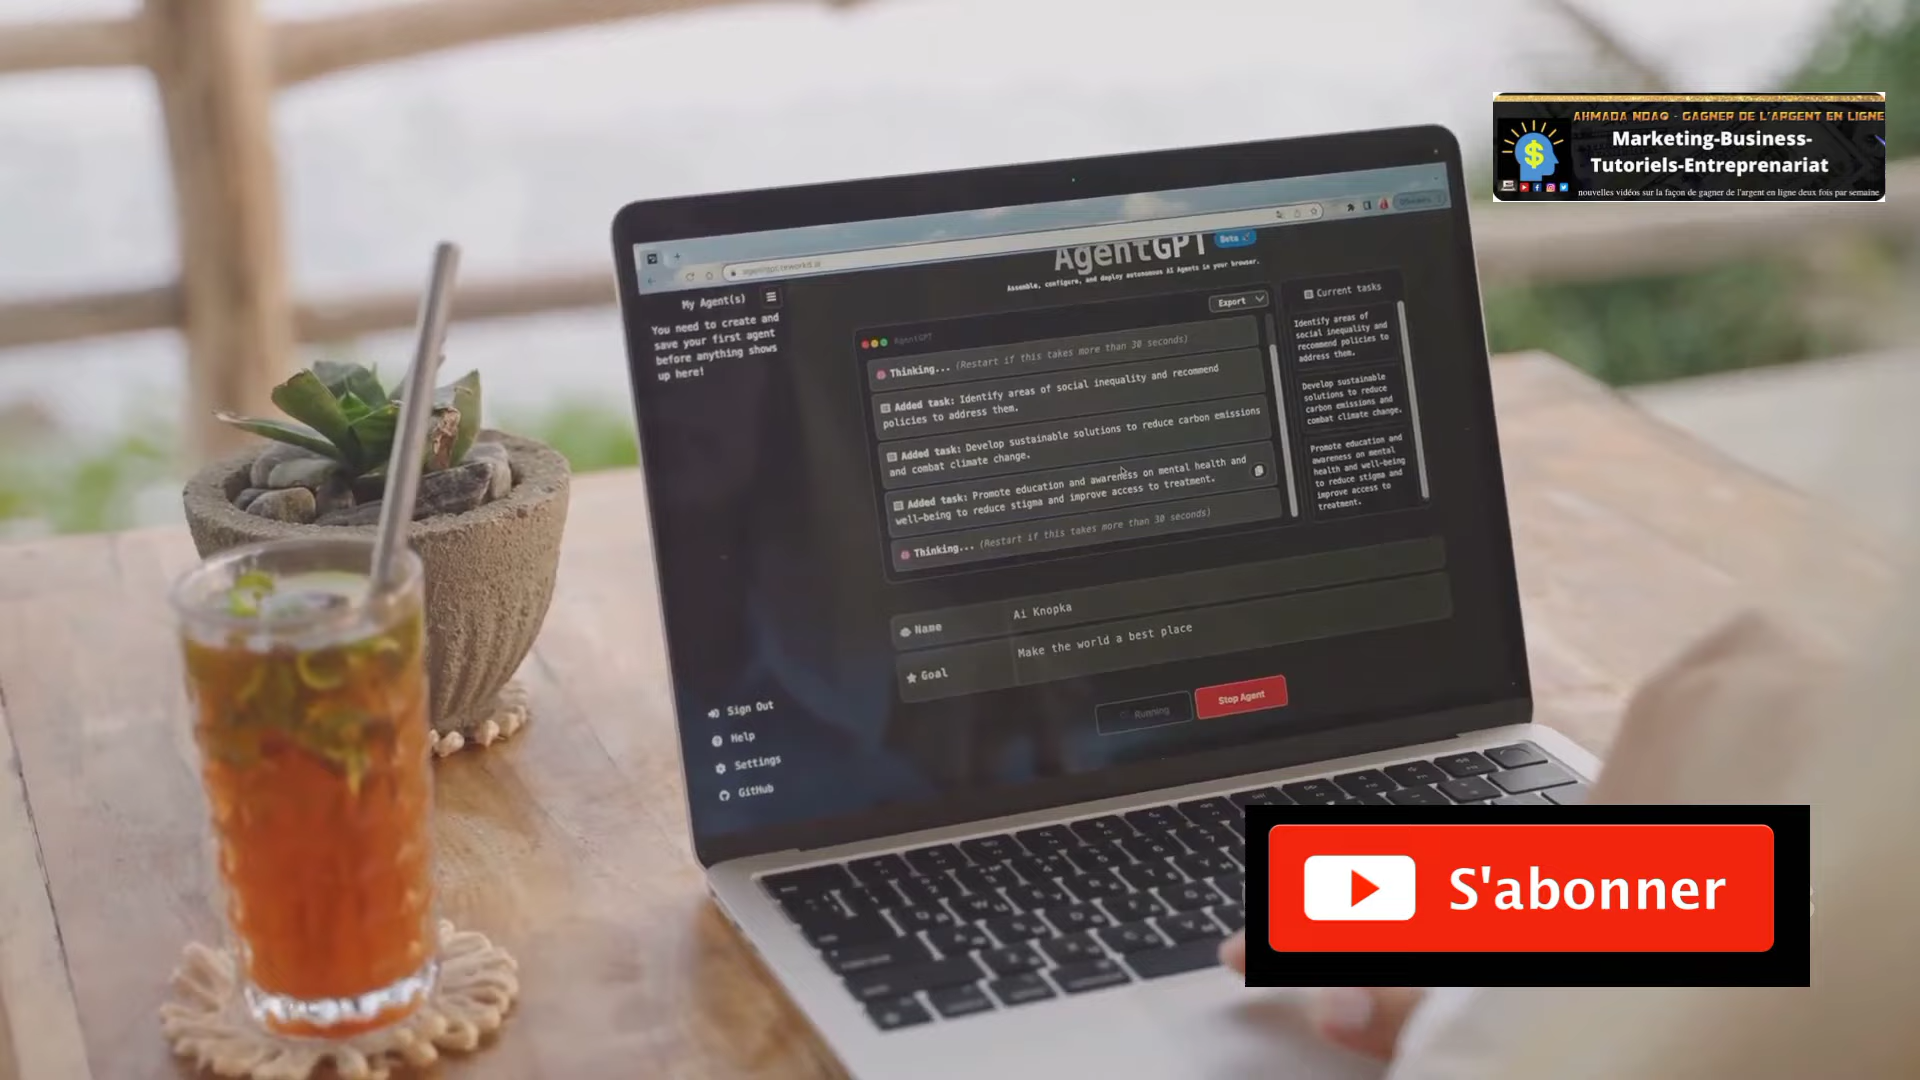 AHMADA NDAO - GAGNER DE L'ARGENT EN LIGNE
Marketing-Business-
Tutoriels-Entreprenariat
nouvelles vidéos sur la façon de gagner de l'argent en ligne deux fois par semaine
agentgpt.reworkd.ai
AgentGPT
Beta
Assemble, configure, and deploy autonomous AI Agents in your browser.
My Agent(s)
You need to create and
save your first agent
before anything shows
up here!
Export
AgentGPT
Thinking... (Restart if this takes more than 30 seconds)
Added task: Identify areas of social inequality and recommend
policies to address them.
Added task: Develop sustainable solutions to reduce carbon emissions
and combat climate change.
Added task: Promote education and awareness on mental health and
well-being to reduce stigma and improve access to treatment.
Thinking... (Restart if this takes more than 30 seconds)
Current tasks
Identify areas of
social inequality and
recommend policies to
address them.
Develop sustainable
solutions to reduce
carbon emissions and
combat climate change.
Promote education and
awareness on mental
health and well-being
to reduce stigma and
improve access to
treatment.
Name
Ai Knopka
Goal
Make the world a best place
Running
Stop Agent
Sign Out
Help
Settings
GitHub
S'abonner